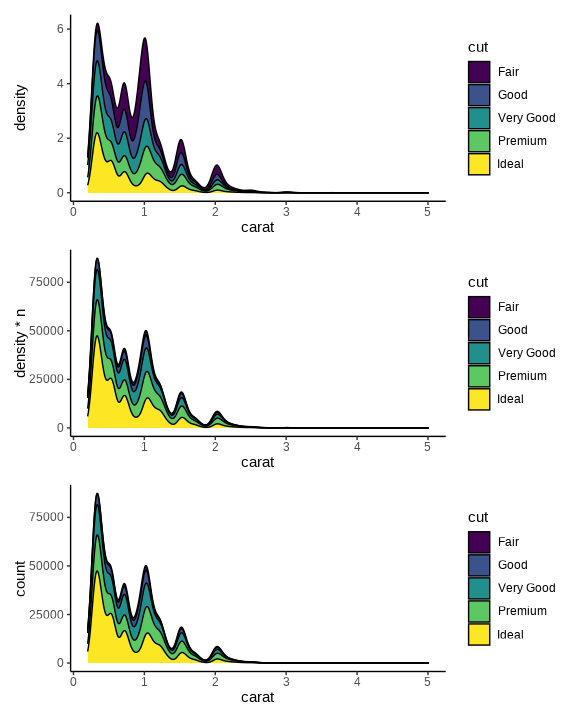 cut
6
Fair
4
Good
density
Very Good
2
Premium
0
Ideal
0 1 2 3 4 5
carat
cut
75000
Fair
50000
Good
density * n
Very Good
25000
Premium
0
Ideal
0 1 2 3 4 5
carat
cut
75000
Fair
50000
Good
count
Very Good
25000
Premium
0
Ideal
0 1 2 3 4 5
carat